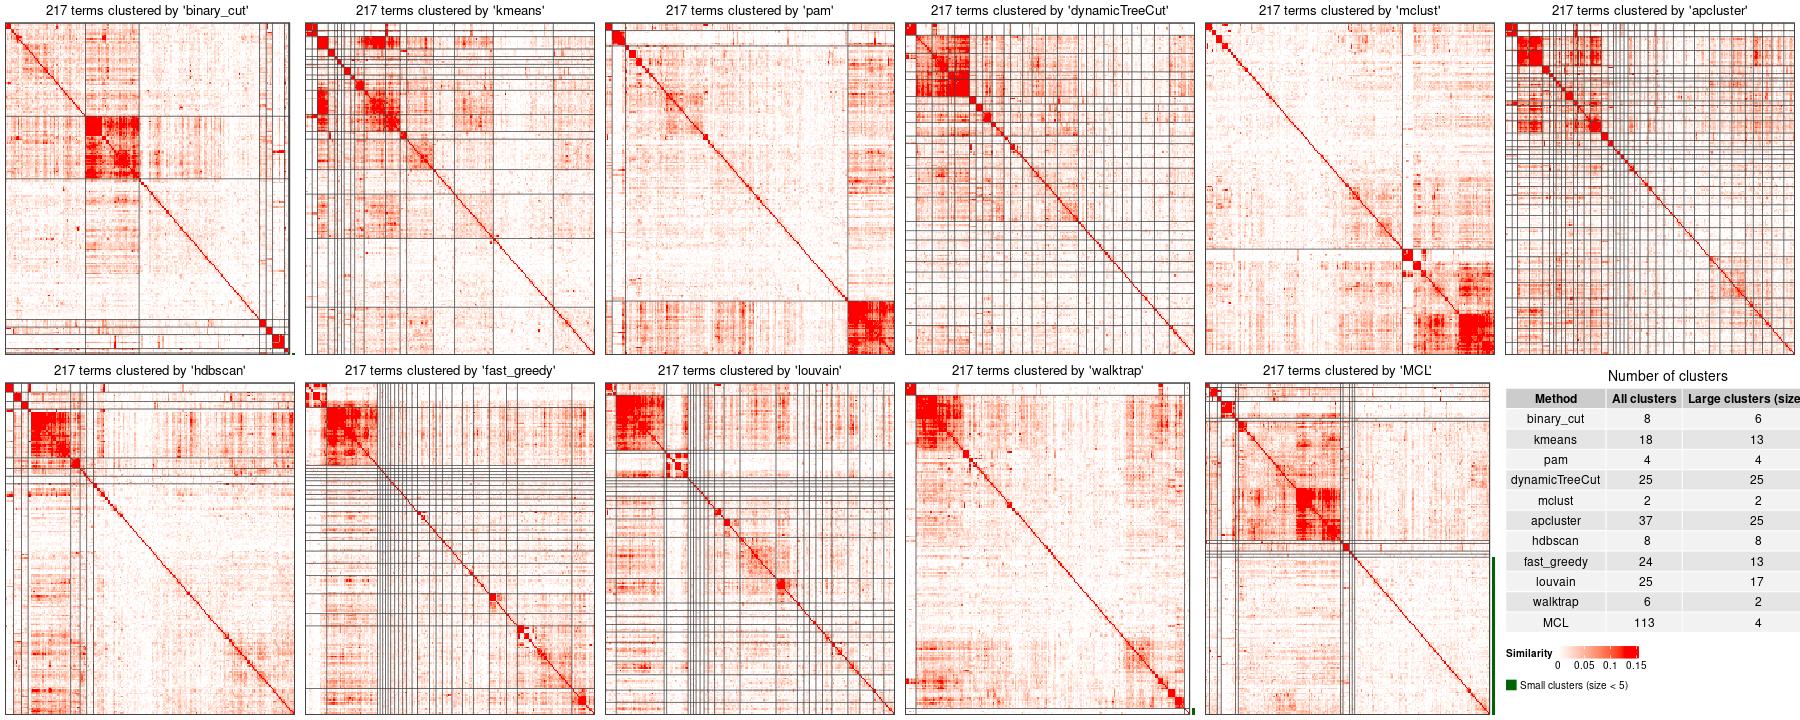 217 terms clustered by 'binary_cut'
217 terms clustered by 'kmeans'
217 terms clustered by 'pam'
217 terms clustered by 'dynamicTreeCut'
217 terms clustered by 'mclust'
217 terms clustered by 'apcluster'
217 terms clustered by 'hdbscan'
217 terms clustered by 'fast_greedy'
217 terms clustered by 'louvain'
217 terms clustered by 'walktrap'
217 terms clustered by 'MCL'
Number of clusters
Method All clusters Large clusters (size
binary_cut 8 6
kmeans 18 13
pam 4 4
dynamicTreeCut 25 25
mclust 2 2
apcluster 37 25
hdbscan 8 8
fast_greedy 24 13
louvain 25 17
walktrap 6 2
MCL 113 4
Similarity
0 0.05 0.1 0.15
Small clusters (size < 5)